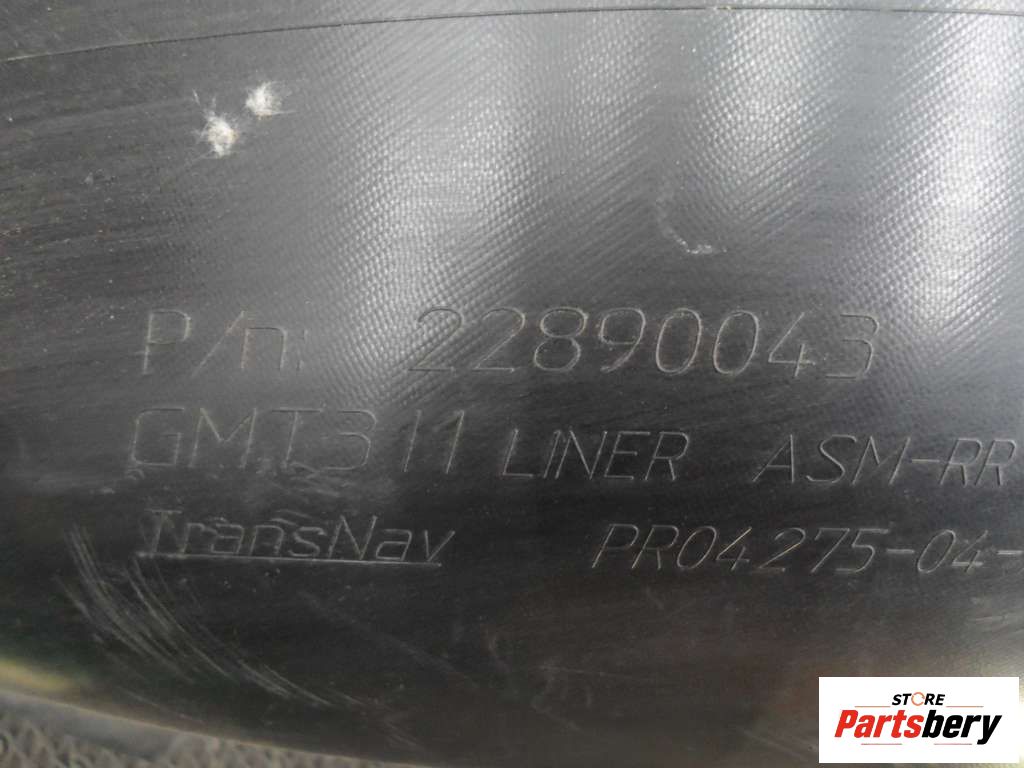 P/n: 22890043
GMT311 LINER ASM-RR
TransNav PR04275-04-
STORE
Partsbery